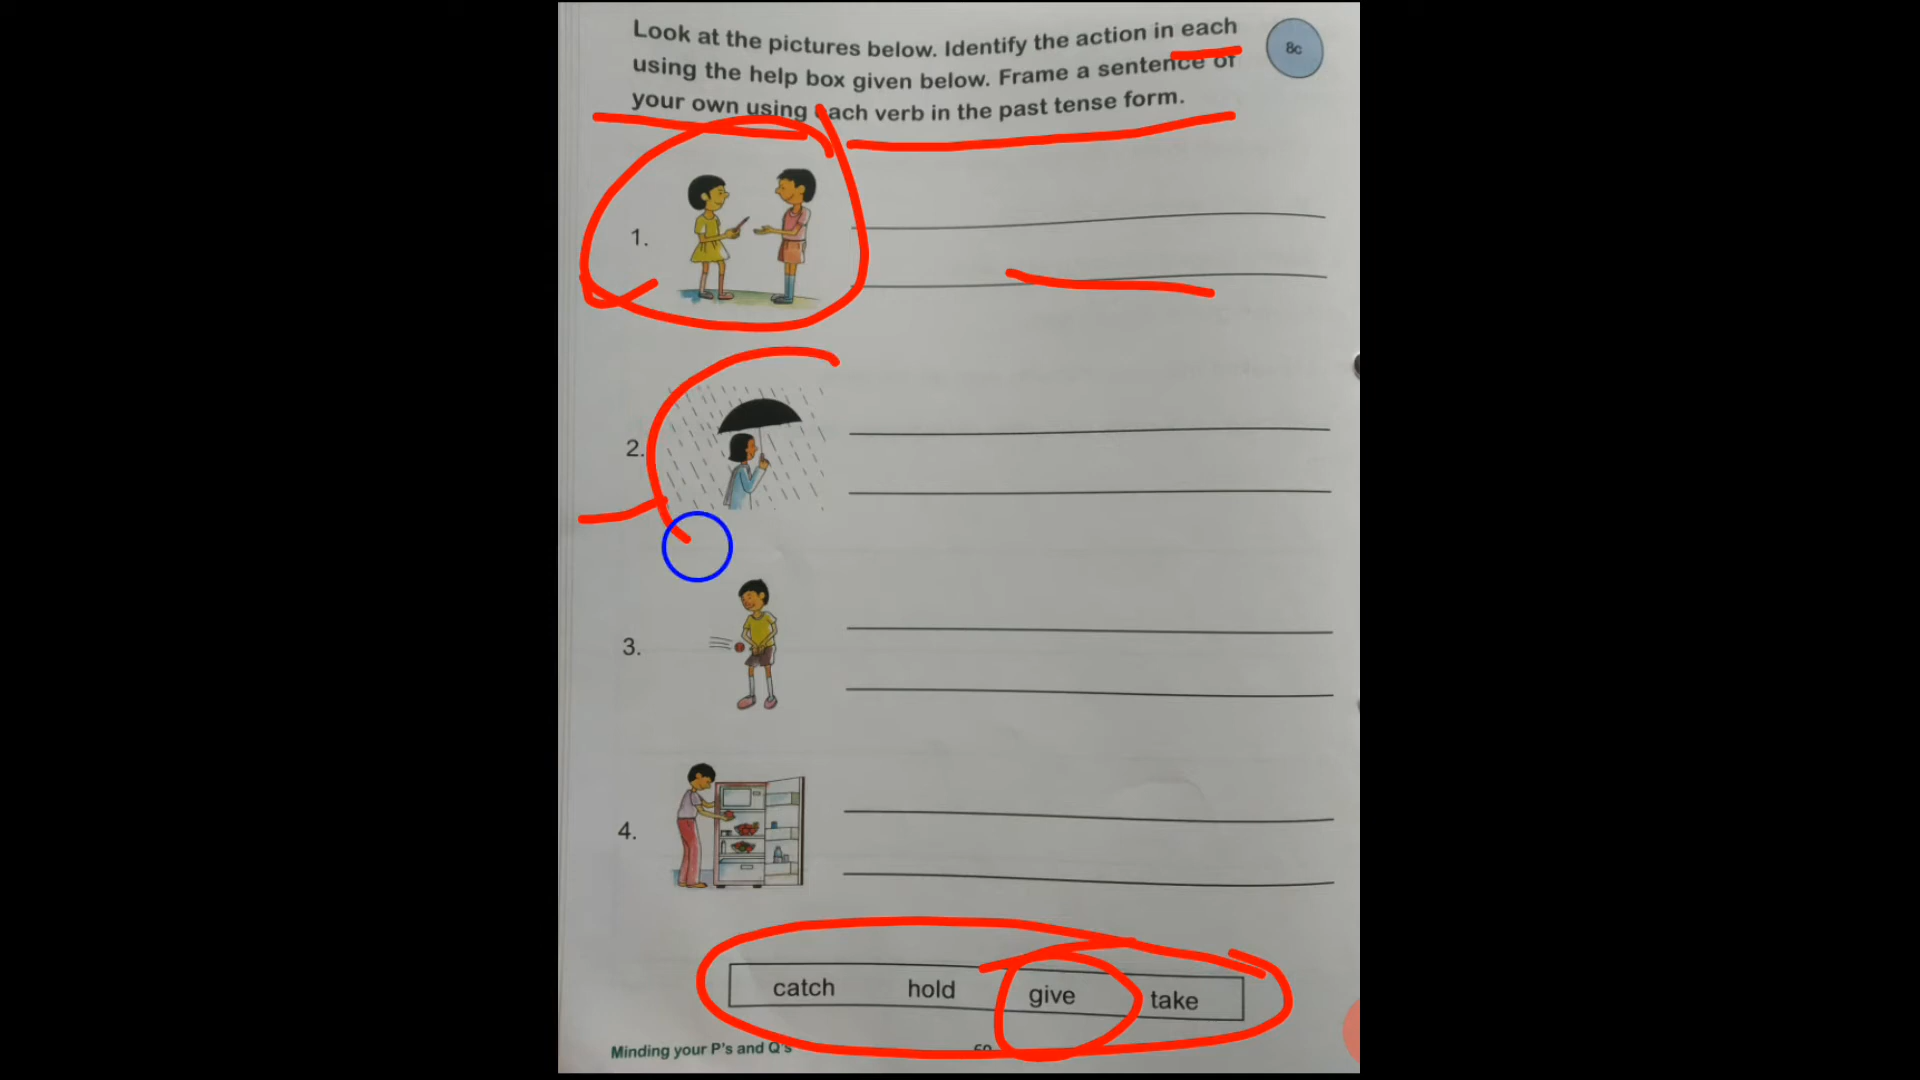 Look at the pictures below. Identify the action in each
8c
using the help box given below. Frame a sentence of
your own using each verb in the past tense form.
1.
2.
3.
4.
catch hold give take
Minding your P's and Q's